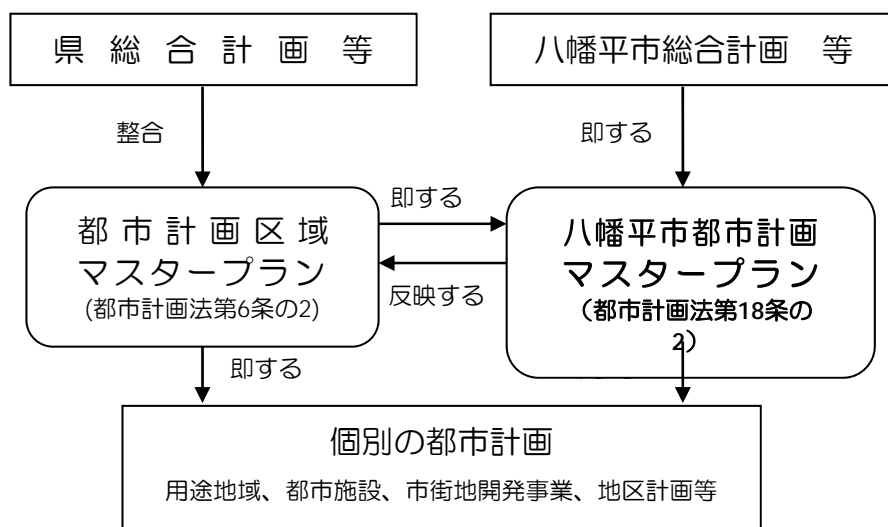 県総合計画等
八幡平市総合計画 等
整合
即する
都市計画区域
マスタープラン
(都市計画法第6条の2)
即する
反映する
八幡平市都市計画
マスタープラン
(都市計画法第18条の
2)
即する
個別の都市計画
用途地域、都市施設、市街地開発事業、地区計画等